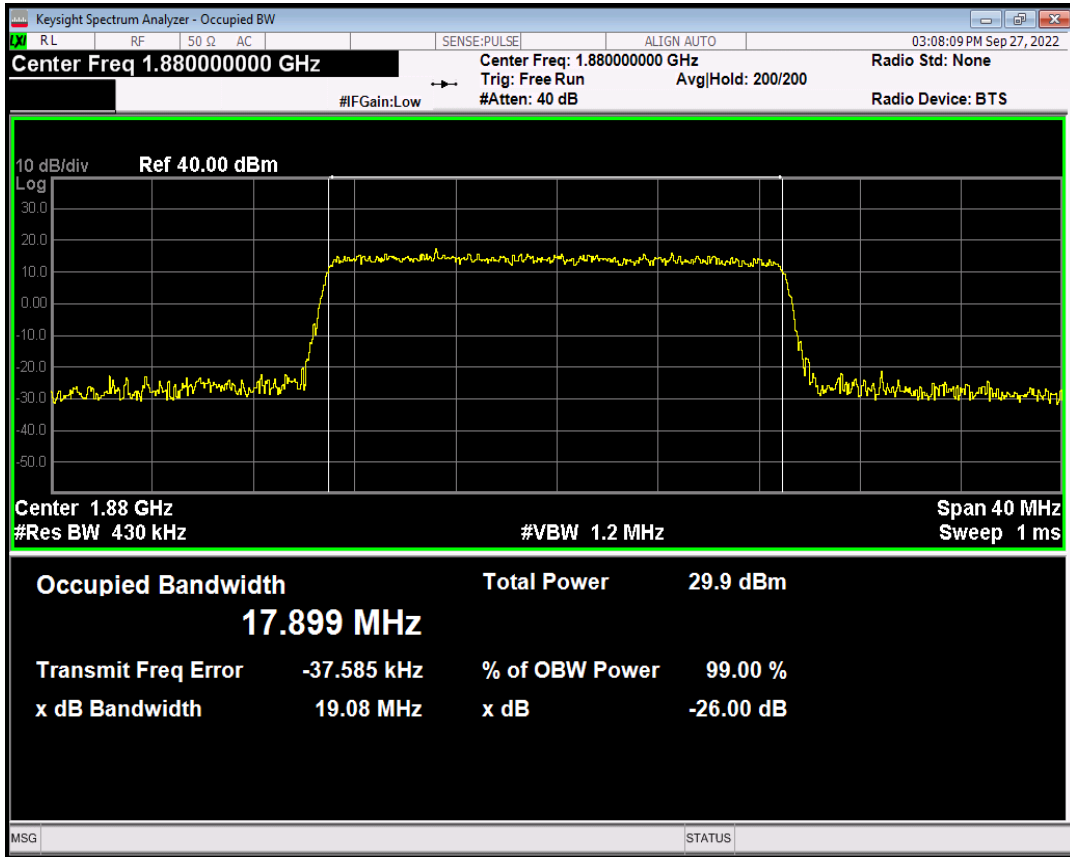 Keysight Spectrum Analyzer - Occupied BW
LXI RL RF 50 Ω AC SENSE:PULSE ALIGN AUTO 03:08:09 PM Sep 27, 2022
Center Freq 1.880000000 GHz Center Freq: 1.880000000 GHz Radio Std: None
Trig: Free Run Avg|Hold: 200/200
#IFGain:Low #Atten: 40 dB Radio Device: BTS
10 dB/div Ref 40.00 dBm
Log
30.0
20.0
10.0
0.00
-10.0
-20.0
-30.0
-40.0
-50.0
Center 1.88 GHz Span 40 MHz
#Res BW 430 kHz #VBW 1.2 MHz Sweep 1 ms
Occupied Bandwidth Total Power 29.9 dBm
17.899 MHz
Transmit Freq Error -37.585 kHz % of OBW Power 99.00 %
x dB Bandwidth 19.08 MHz x dB -26.00 dB
MSG STATUS